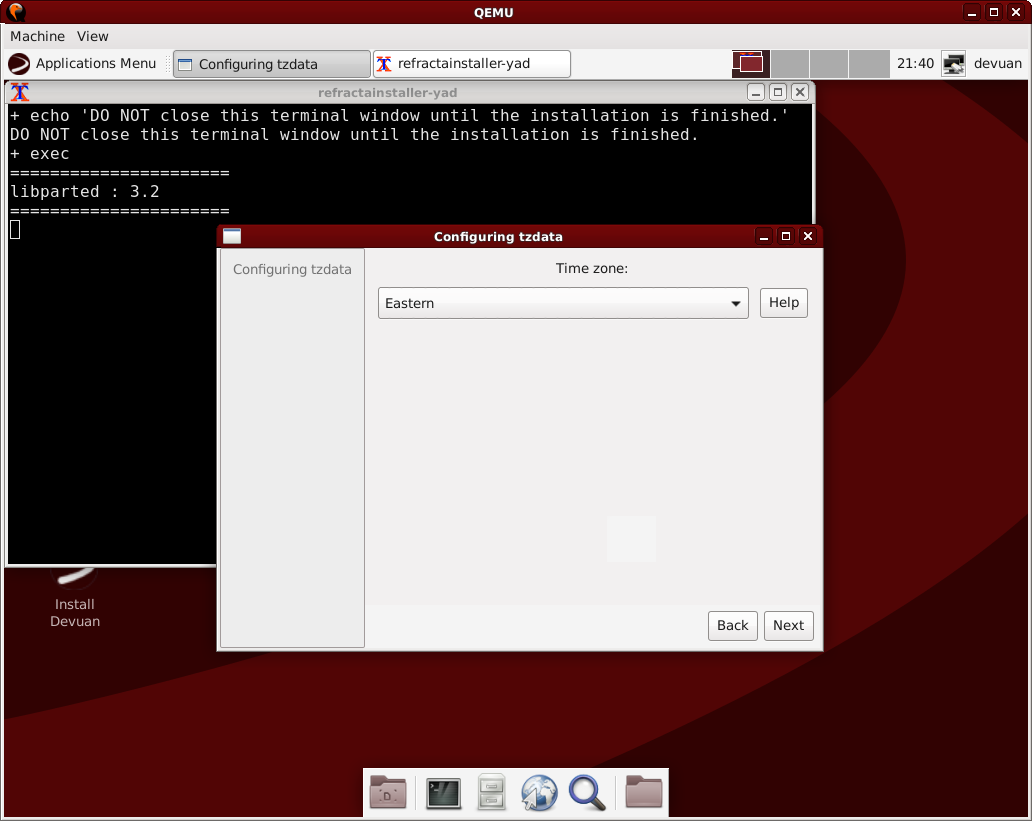 QEMU
Machine View
Applications Menu Configuring tzdata refractainstaller-yad 21:40 devuan
refractainstaller-yad
+ echo 'DO NOT close this terminal window until the installation is finished.'
DO NOT close this terminal window until the installation is finished.
+ exec
======================
libparted : 3.2
======================
Configuring tzdata
Configuring tzdata
Time zone:
Eastern
Help
Back Next
Install
Devuan